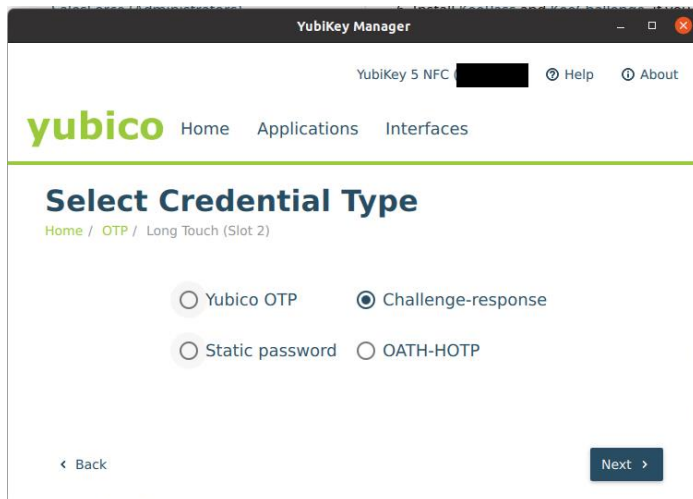 YubiKey Manager
YubiKey 5 NFC ( Help About
yubico Home Applications Interfaces
Select Credential Type
Home / OTP / Long Touch (Slot 2)
Yubico OTP Challenge-response
Static password OATH-HOTP
Back Next